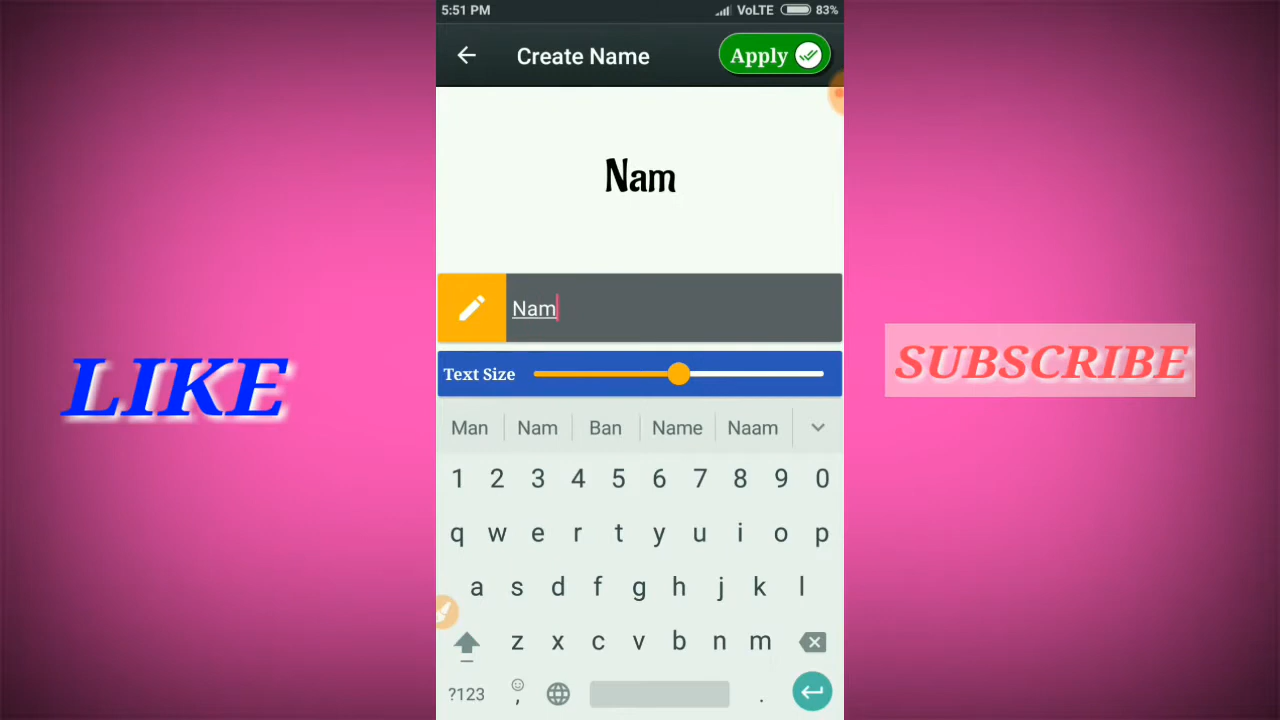 5:51 PM VoLTE 83%
Create Name Apply
Nam
Nam
LIKE
SUBSCRIBE
Text Size
Man Nam Ban Name Naam
1 2 3 4 5 6 7 8 9 0
q w e r t y u i o p
a s d f g h j k l
z x c v b n m
?123 , .